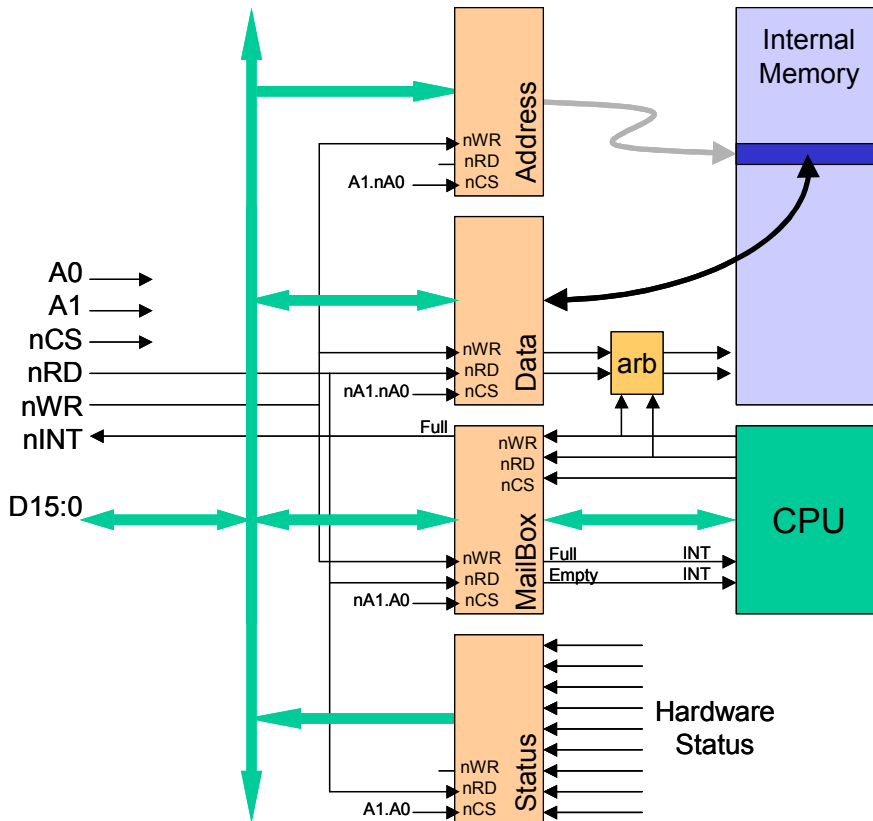 Internal
Memory
Address
nWR
nRD
nCS
A1.nA0
A0
A1
nCS
nRD
nWR
nINT
D15:0
Data
nWR
nRD
nCS
nA1.nA0
arb
Full
nWR
nRD
nCS
MailBox
CPU
nWR
nRD
nCS
nA1.A0
Full
INT
Empty
INT
Hardware
Status
Status
nWR
nRD
nCS
A1.A0